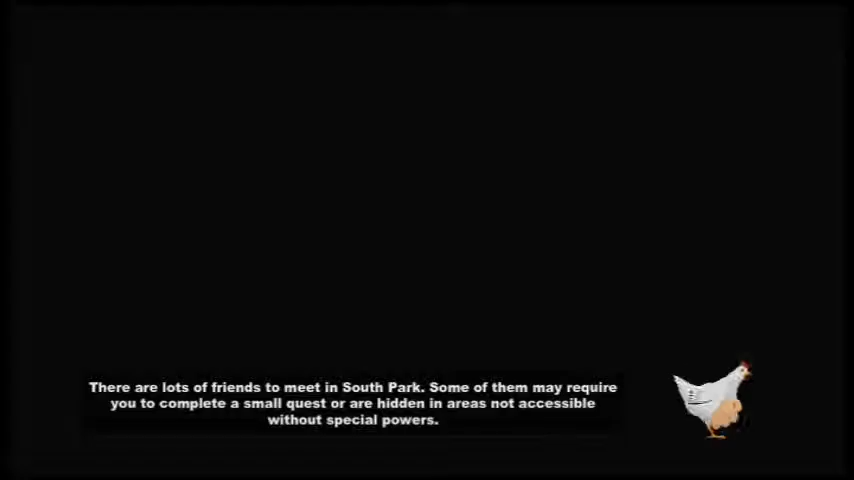 There are lots of friends to meet in South Park. Some of them may require
you to complete a small quest or are hidden in areas not accessible
without special powers.